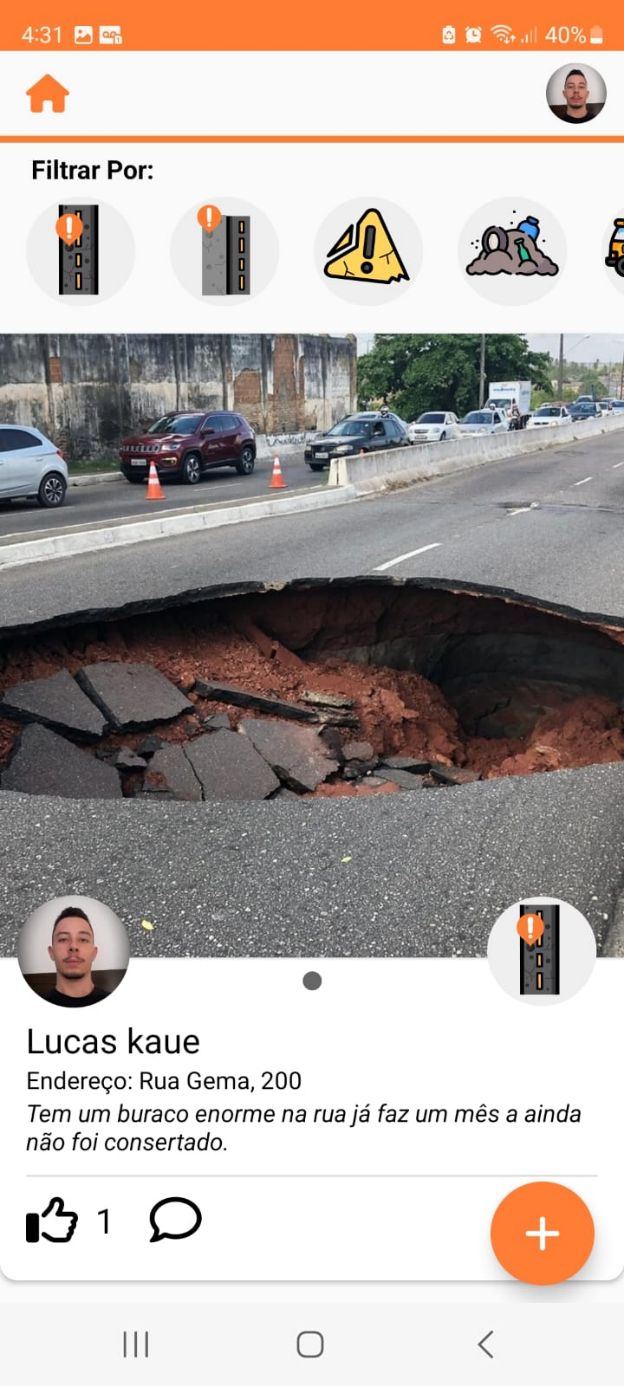 4:31
40%
Filtrar Por:
Lucas kaue
Endereço: Rua Gema, 200
Tem um buraco enorme na rua já faz um mês a ainda
não foi consertado.
1